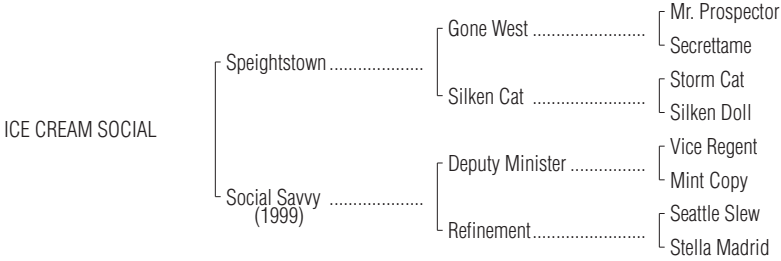 Mr. Prospector
Gone West ........................
Secrettame
Speightstown ....................
Storm Cat
Silken Cat ........................
Silken Doll
ICE CREAM SOCIAL
Vice Regent
Deputy Minister ................
Mint Copy
Social Savvy ....................
(1999)
Seattle Slew
Refinement........................
Stella Madrid